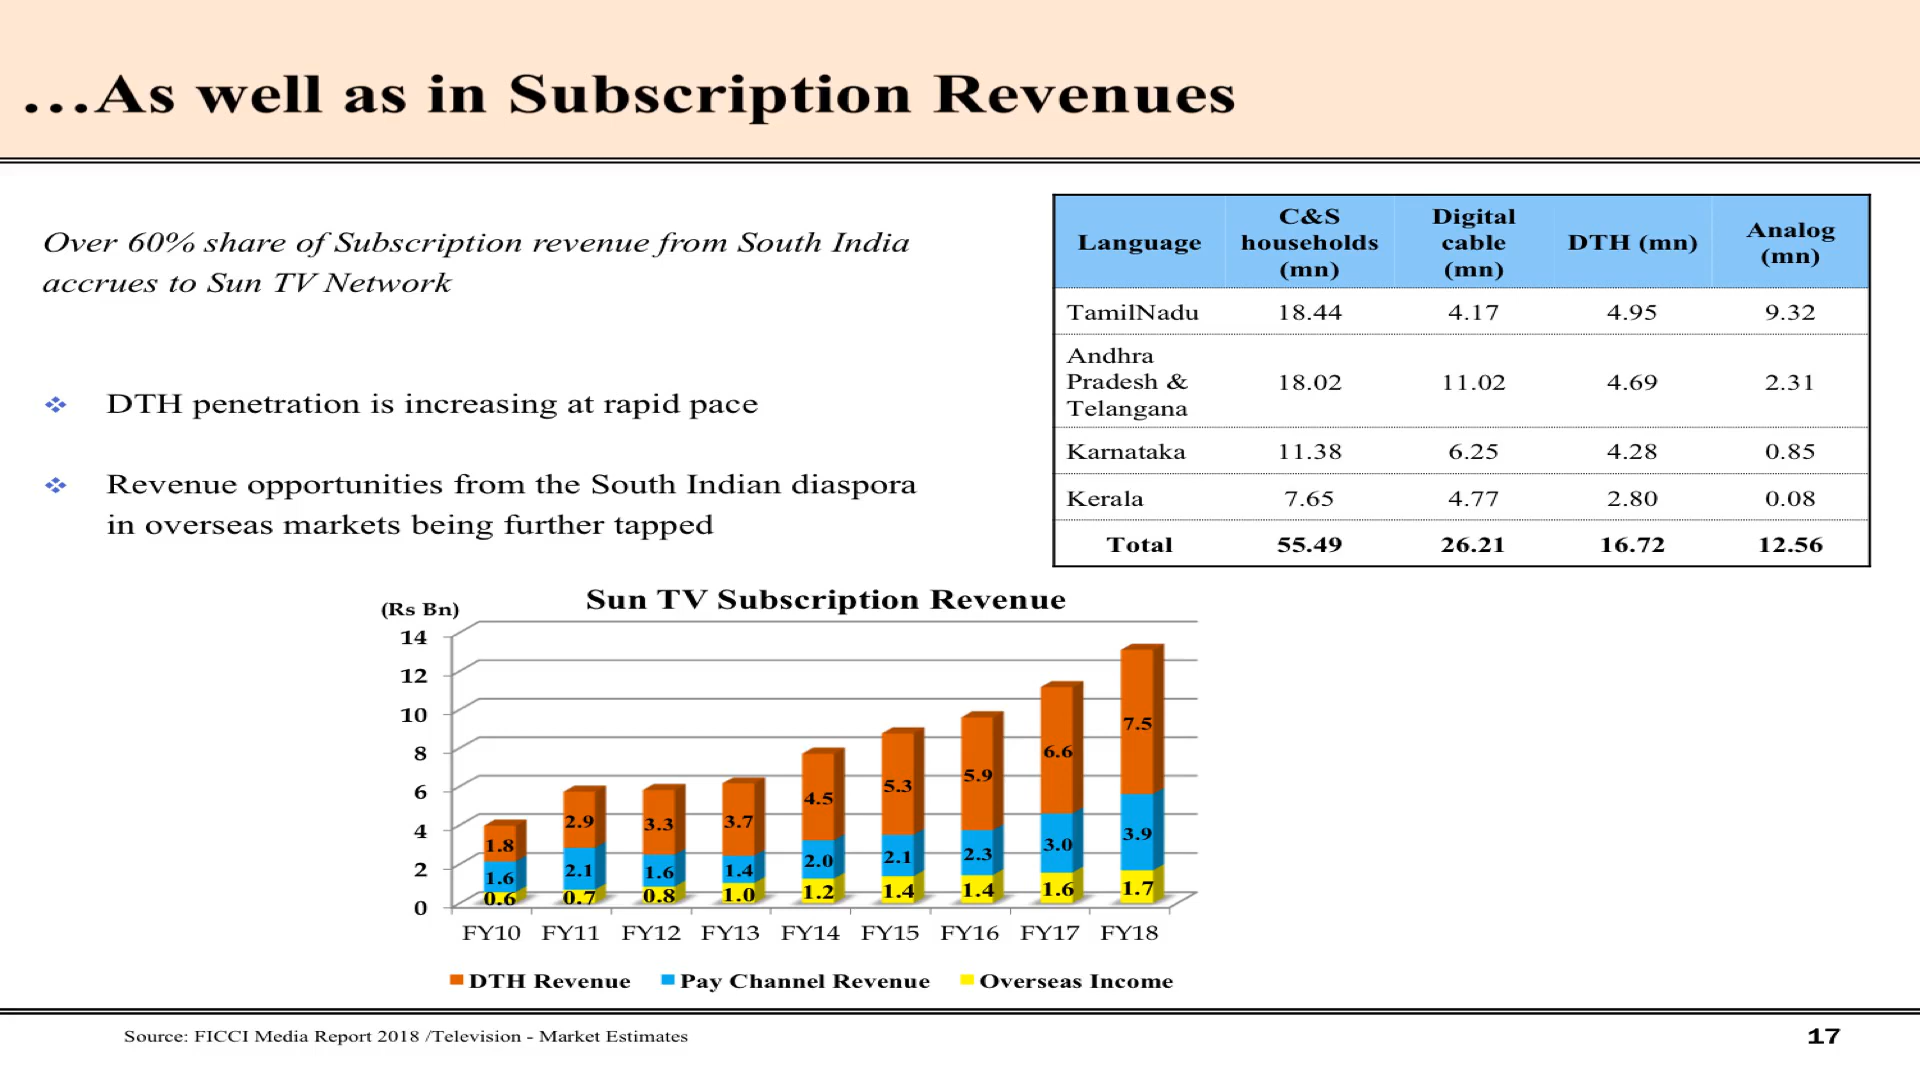 ...As well as in Subscription Revenues
Over 60% share of Subscription revenue from South India
accrues to Sun TV Network
DTH penetration is increasing at rapid pace
Revenue opportunities from the South Indian diaspora
in overseas markets being further tapped
Language C&S households (mn) Digital cable (mn) DTH (mn) Analog (mn)
TamilNadu 18.44 4.17 4.95 9.32
Andhra Pradesh & Telangana 18.02 11.02 4.69 2.31
Karnataka 11.38 6.25 4.28 0.85
Kerala 7.65 4.77 2.80 0.08
Total 55.49 26.21 16.72 12.56
Sun TV Subscription Revenue
(Rs Bn)
14
12
10
8
6
4
2
0
1.8 2.9 3.3 3.7 4.5 5.3 5.9 6.6 7.5
1.6 2.1 1.6 1.4 2.0 2.1 2.3 3.0 3.9
0.6 0.7 0.8 1.0 1.2 1.4 1.4 1.6 1.7
FY10 FY11 FY12 FY13 FY14 FY15 FY16 FY17 FY18
DTH Revenue Pay Channel Revenue Overseas Income
Source: FICCI Media Report 2018 /Television - Market Estimates
17